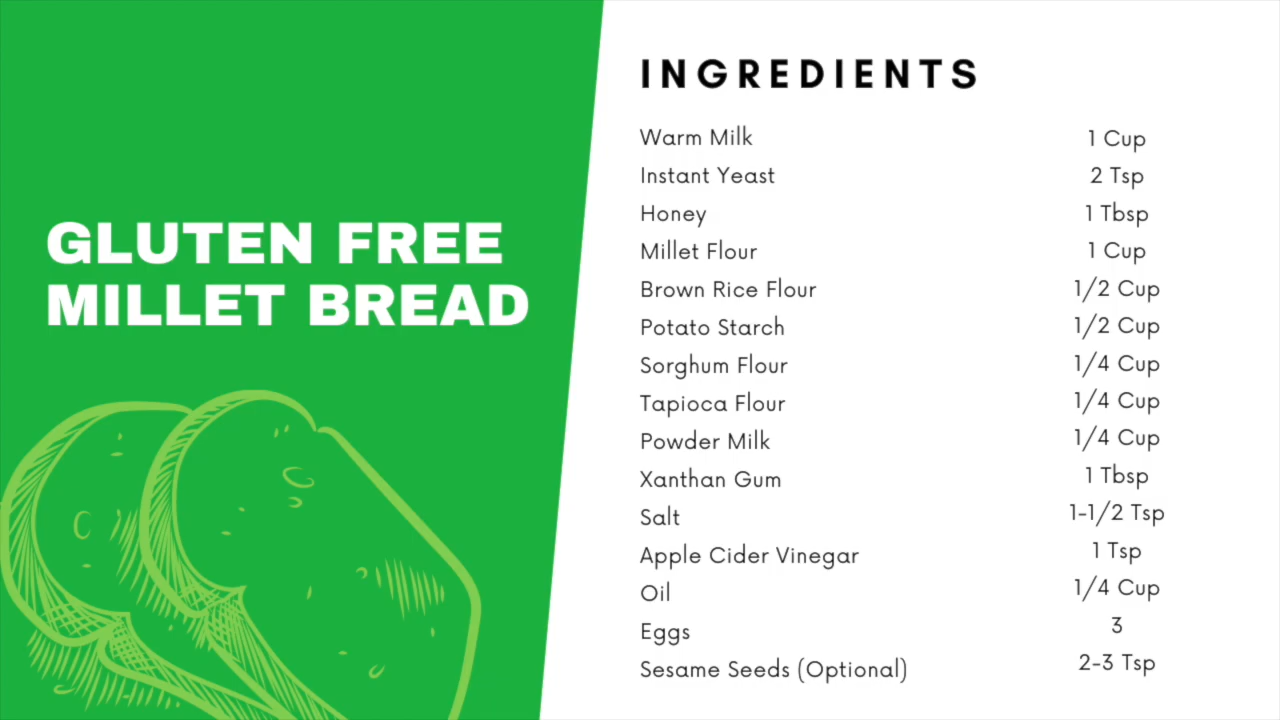 GLUTEN FREE
MILLET BREAD
INGREDIENTS
Warm Milk 1 Cup
Instant Yeast 2 Tsp
Honey 1 Tbsp
Millet Flour 1 Cup
Brown Rice Flour 1/2 Cup
Potato Starch 1/2 Cup
Sorghum Flour 1/4 Cup
Tapioca Flour 1/4 Cup
Powder Milk 1/4 Cup
Xanthan Gum 1 Tbsp
Salt 1-1/2 Tsp
Apple Cider Vinegar 1 Tsp
Oil 1/4 Cup
Eggs 3
Sesame Seeds (Optional) 2-3 Tsp